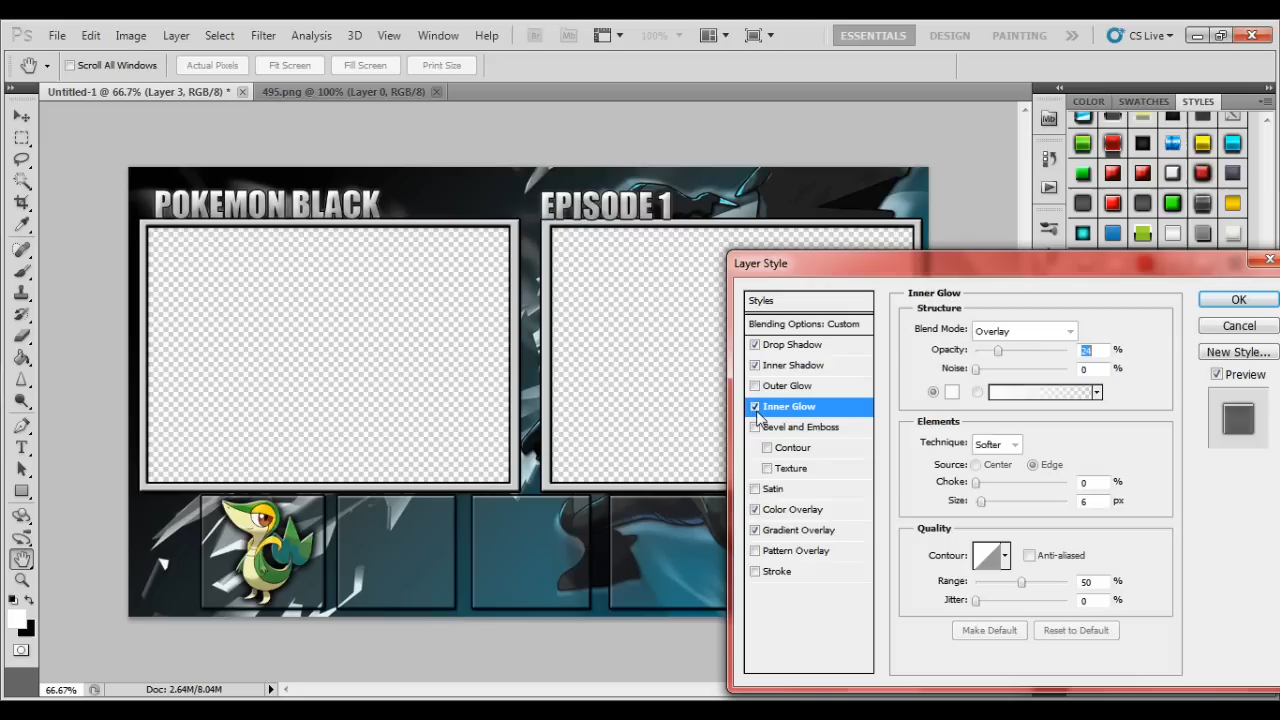 Ps File Edit Image Layer Select Filter Analysis 3D View Window Help Br Mb 100% ESSENTIALS DESIGN PAINTING CS Live
Scroll All Windows Actual Pixels Fit Screen Fill Screen Print Size
Untitled-1 @ 66.7% (Layer 3, RGB/8) * 495.png @ 100% (Layer 0, RGB/8)
COLOR SWATCHES STYLES
Mb
POKEMON BLACK EPISODE 1
Layer Style
Styles
Blending Options: Custom
Drop Shadow
Inner Shadow
Outer Glow
Inner Glow
Bevel and Emboss
Contour
Texture
Satin
Color Overlay
Gradient Overlay
Pattern Overlay
Stroke
Inner Glow
Structure
Blend Mode: Overlay
Opacity: 24 %
Noise: 0 %
Elements
Technique: Softer
Source: Center Edge
Choke: 0 %
Size: 6 px
Quality
Contour: Anti-aliased
Range: 50 %
Jitter: 0 %
Make Default Reset to Default
OK
Cancel
New Style...
Preview
66.67% Doc: 2.64M/8.04M